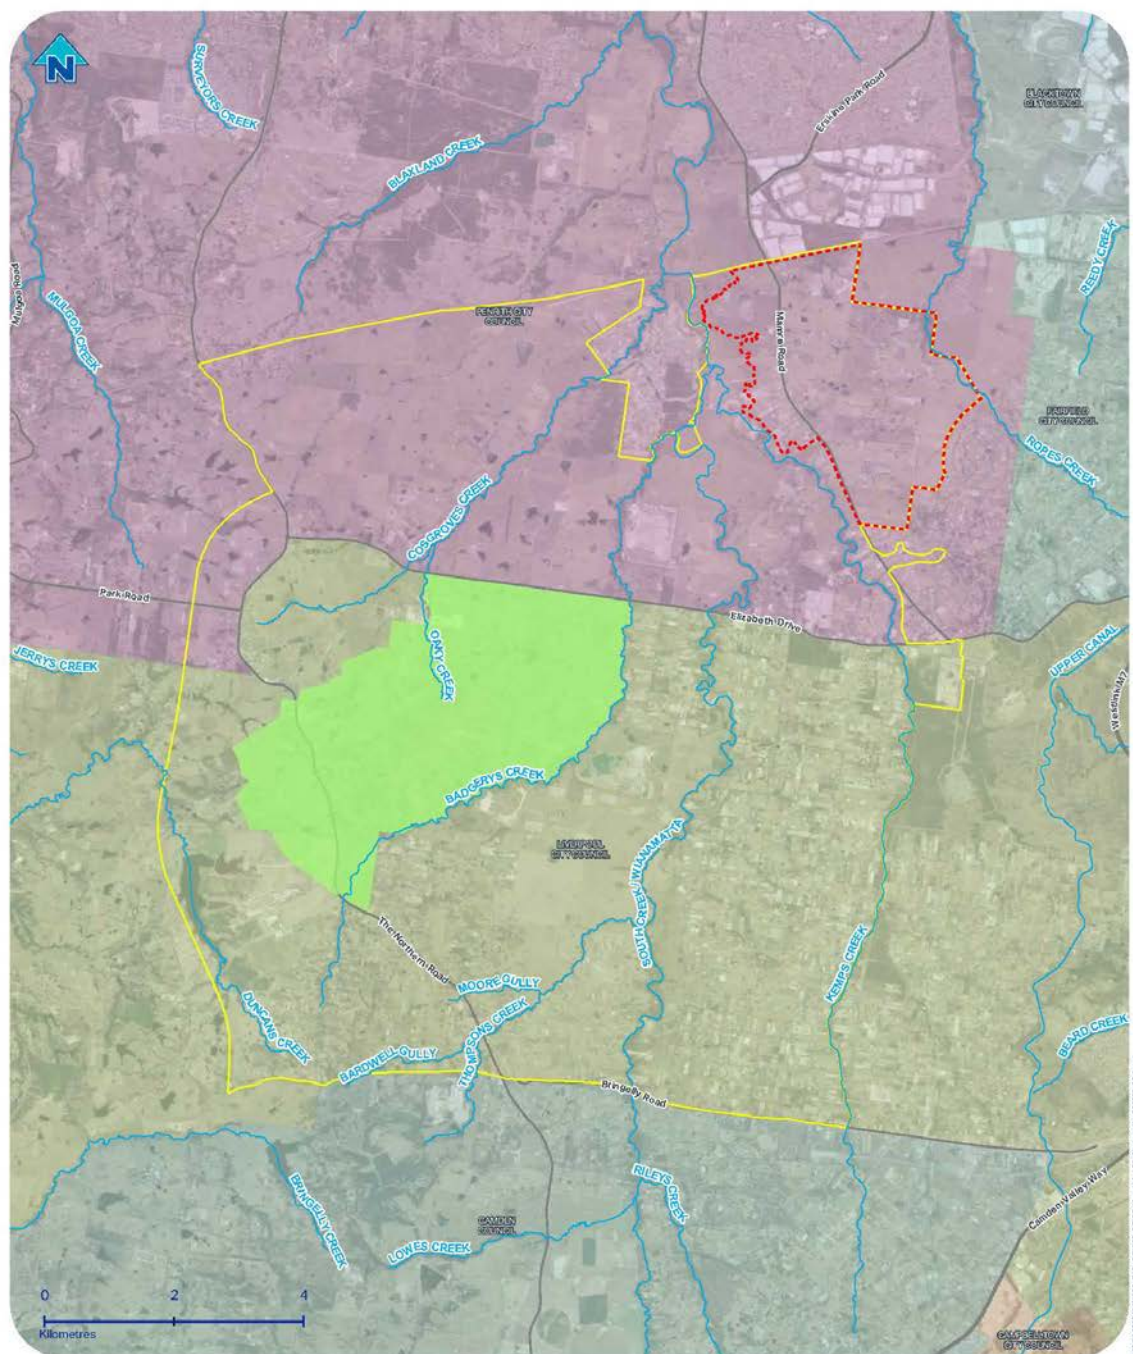 N
SURVEYORS CREEK
BLAXLAND CREEK
Erskine Park Road
BLACKTOWN
CITY COUNCIL
REEDY CREEK
Mulgoa Road
MULGOA CREEK
PENRITH CITY
COUNCIL
Mamre Road
FAIRFIELD
CITY COUNCIL
ROPES CREEK
COSGROVES CREEK
Park Road
Elizabeth Drive
JERRYS CREEK
OAKY CREEK
UPPER CANAL
Westlink M7
BADGERYS CREEK
LIVERPOOL
CITY COUNCIL
SOUTH CREEK/ WIANAMATTA
The Northern Road
KEMPS CREEK
MOORE GULLY
DUNCANS CREEK
THOMPSONS CREEK
BARDWELL GULLY
BEARD CREEK
Bringelly Road
RILEYS CREEK
BRINGELLY CREEK
CAMDEN
COUNCIL
LOWES CREEK
Camden Valley Way
0 2 4
Kilometres
CAMPBELLTOWN
CITY COUNCIL